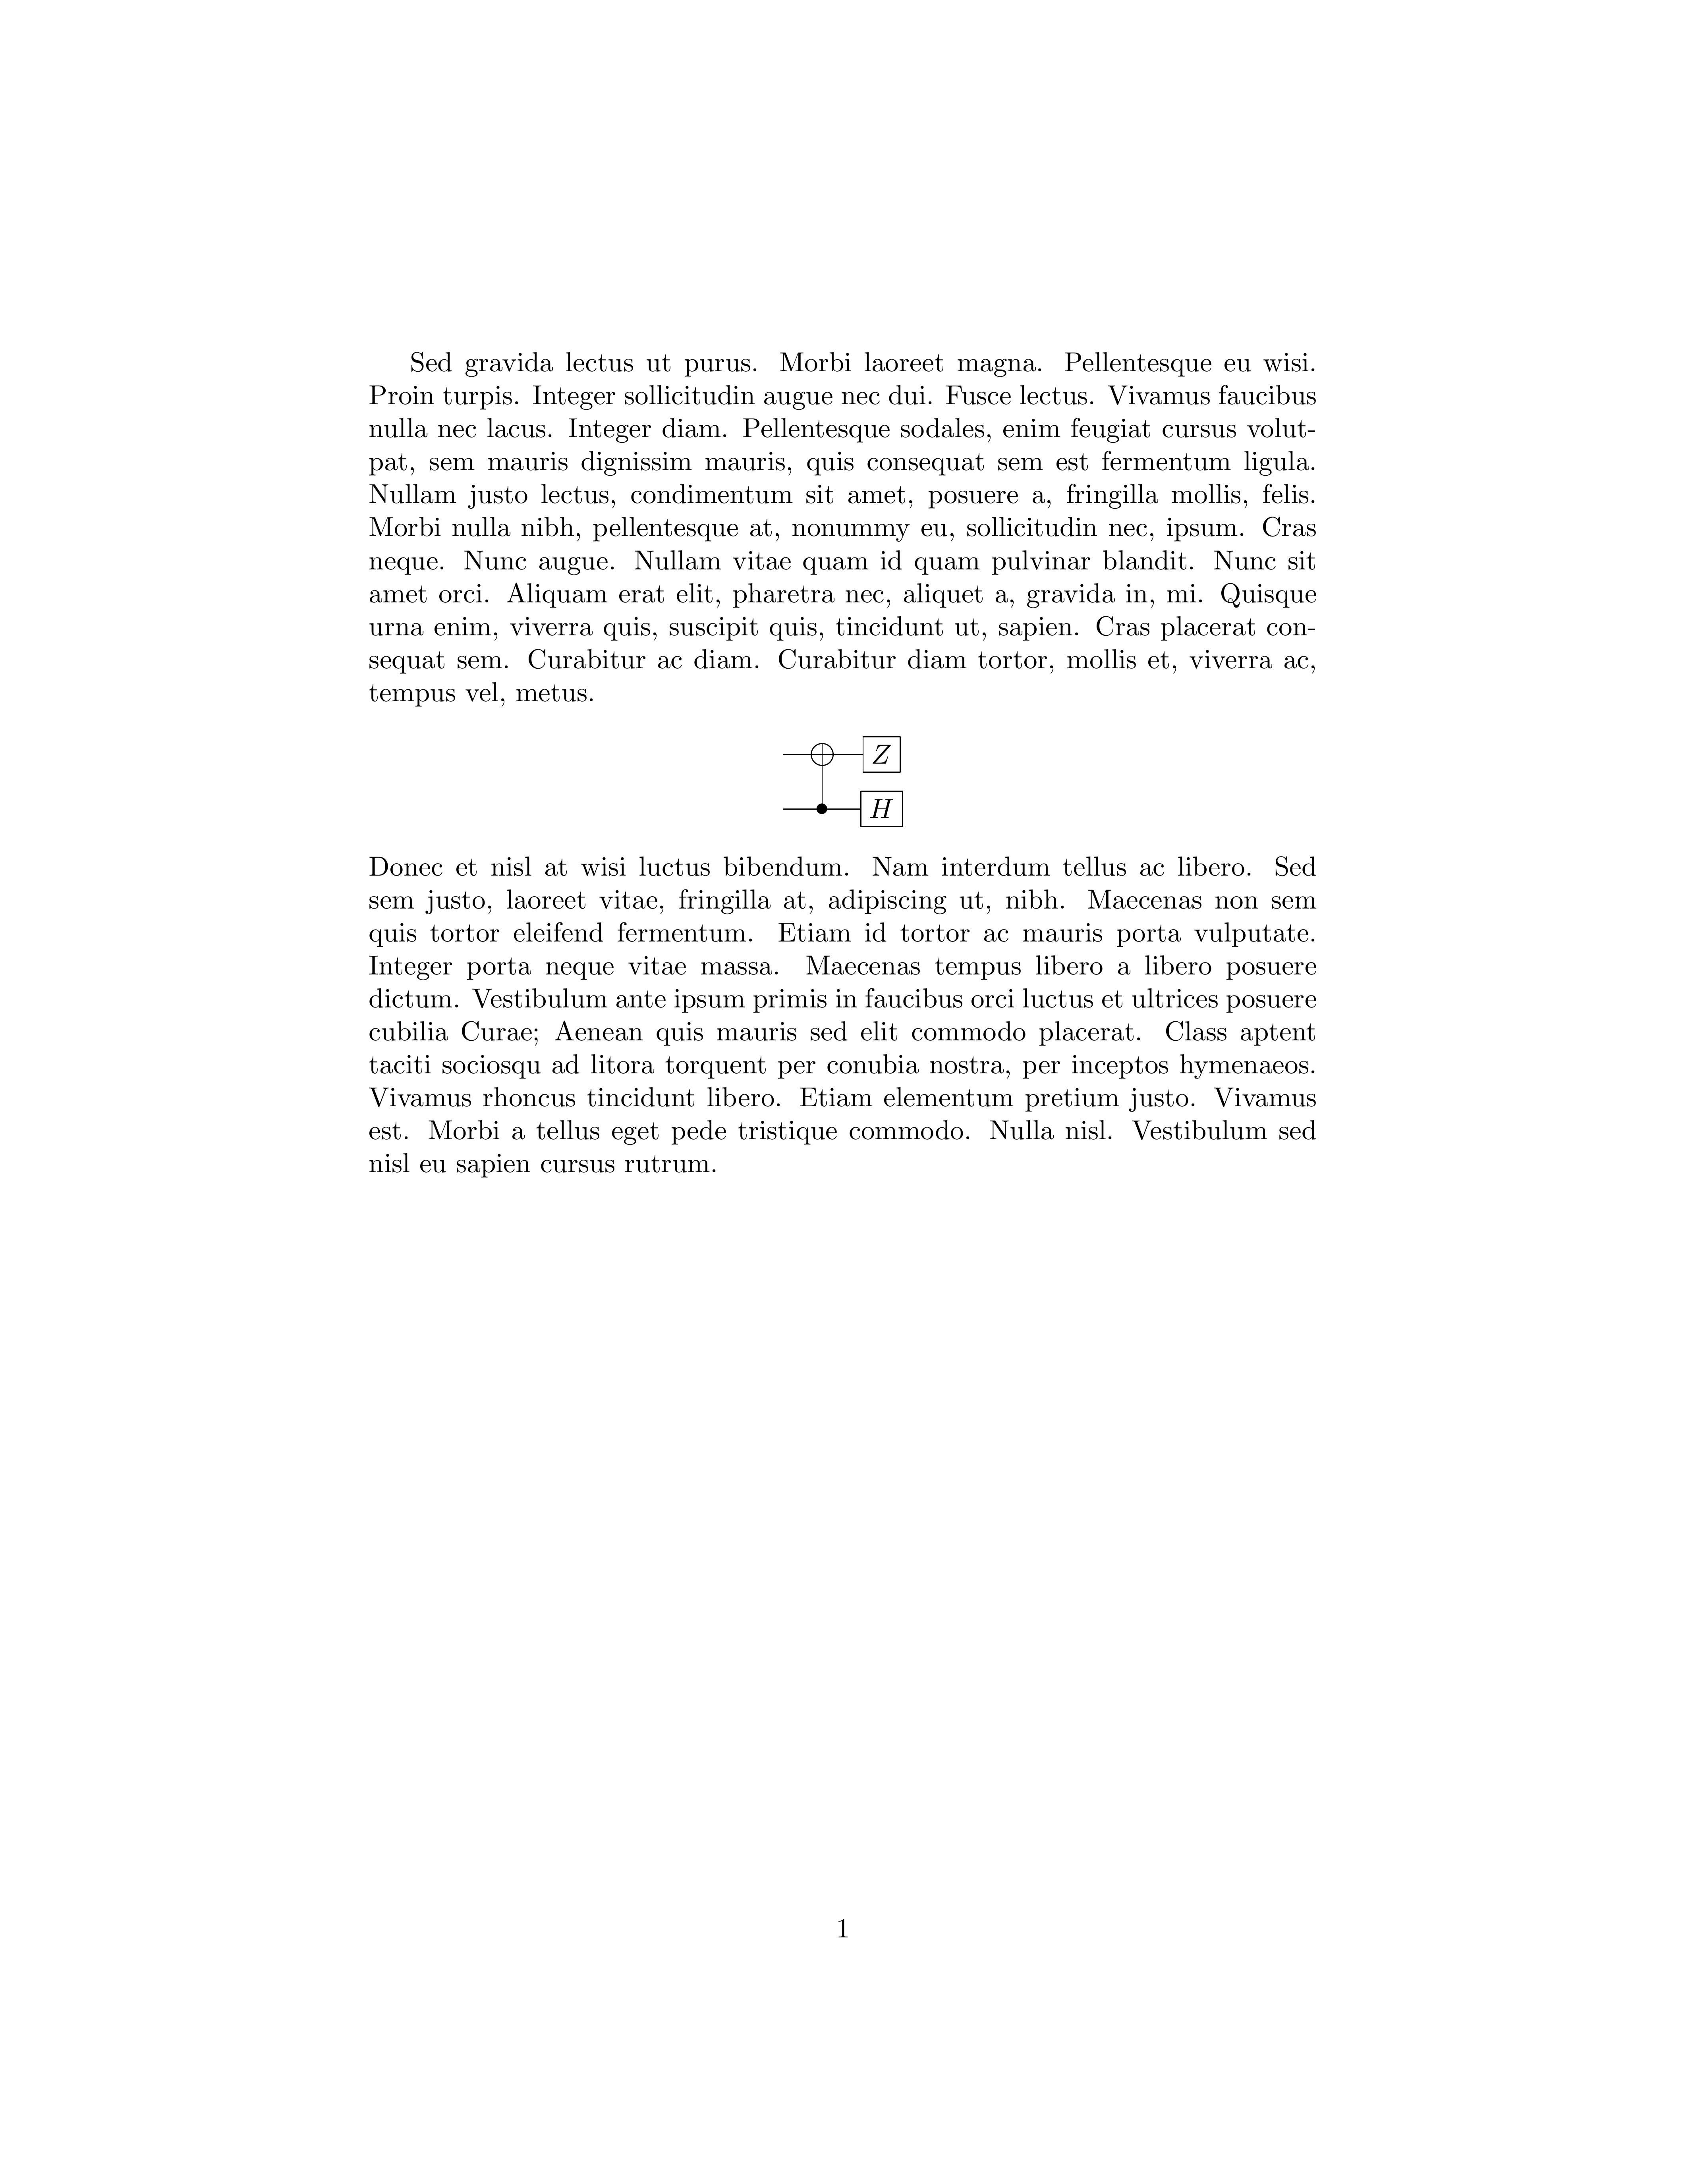 Sed gravida lectus ut purus. Morbi laoreet magna. Pellentesque eu wisi.
Proin turpis. Integer sollicitudin augue nec dui. Fusce lectus. Vivamus faucibus
nulla nec lacus. Integer diam. Pellentesque sodales, enim feugiat cursus volut-
pat, sem mauris dignissim mauris, quis consequat sem est fermentum ligula.
Nullam justo lectus, condimentum sit amet, posuere a, fringilla mollis, felis.
Morbi nulla nibh, pellentesque at, nonummy eu, sollicitudin nec, ipsum. Cras
neque. Nunc augue. Nullam vitae quam id quam pulvinar blandit. Nunc sit
amet orci. Aliquam erat elit, pharetra nec, aliquet a, gravida in, mi. Quisque
urna enim, viverra quis, suscipit quis, tincidunt ut, sapien. Cras placerat con-
sequat sem. Curabitur ac diam. Curabitur diam tortor, mollis et, viverra ac,
tempus vel, metus.
Z
H
Donec et nisl at wisi luctus bibendum. Nam interdum tellus ac libero. Sed
sem justo, laoreet vitae, fringilla at, adipiscing ut, nibh. Maecenas non sem
quis tortor eleifend fermentum. Etiam id tortor ac mauris porta vulputate.
Integer porta neque vitae massa. Maecenas tempus libero a libero posuere
dictum. Vestibulum ante ipsum primis in faucibus orci luctus et ultrices posuere
cubilia Curae; Aenean quis mauris sed elit commodo placerat. Class aptent
taciti sociosqu ad litora torquent per conubia nostra, per inceptos hymenaeos.
Vivamus rhoncus tincidunt libero. Etiam elementum pretium justo. Vivamus
est. Morbi a tellus eget pede tristique commodo. Nulla nisl. Vestibulum sed
nisl eu sapien cursus rutrum.
1